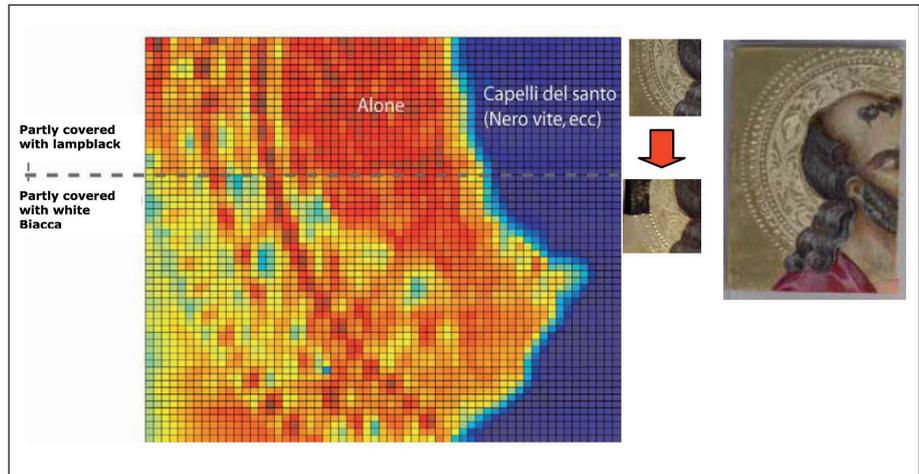 Partly covered
with lampblack
Partly covered
with white
Biacca
Alone
Capelli del santo
(Nero vite, ecc)